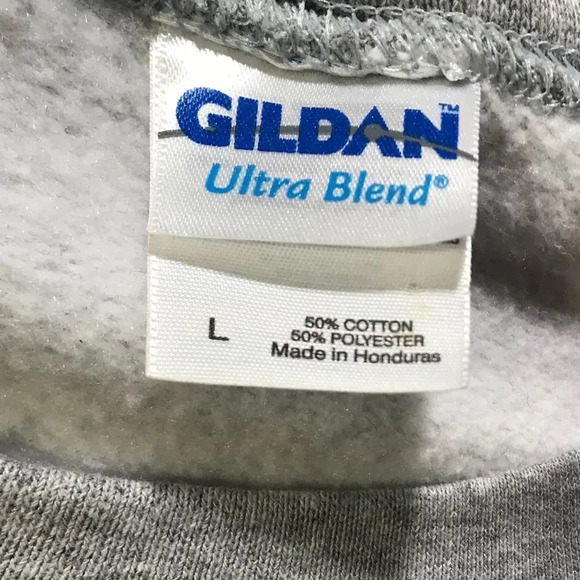 GILDAN™
Ultra Blend®
L
50% COTTON
50% POLYESTER
Made in Honduras